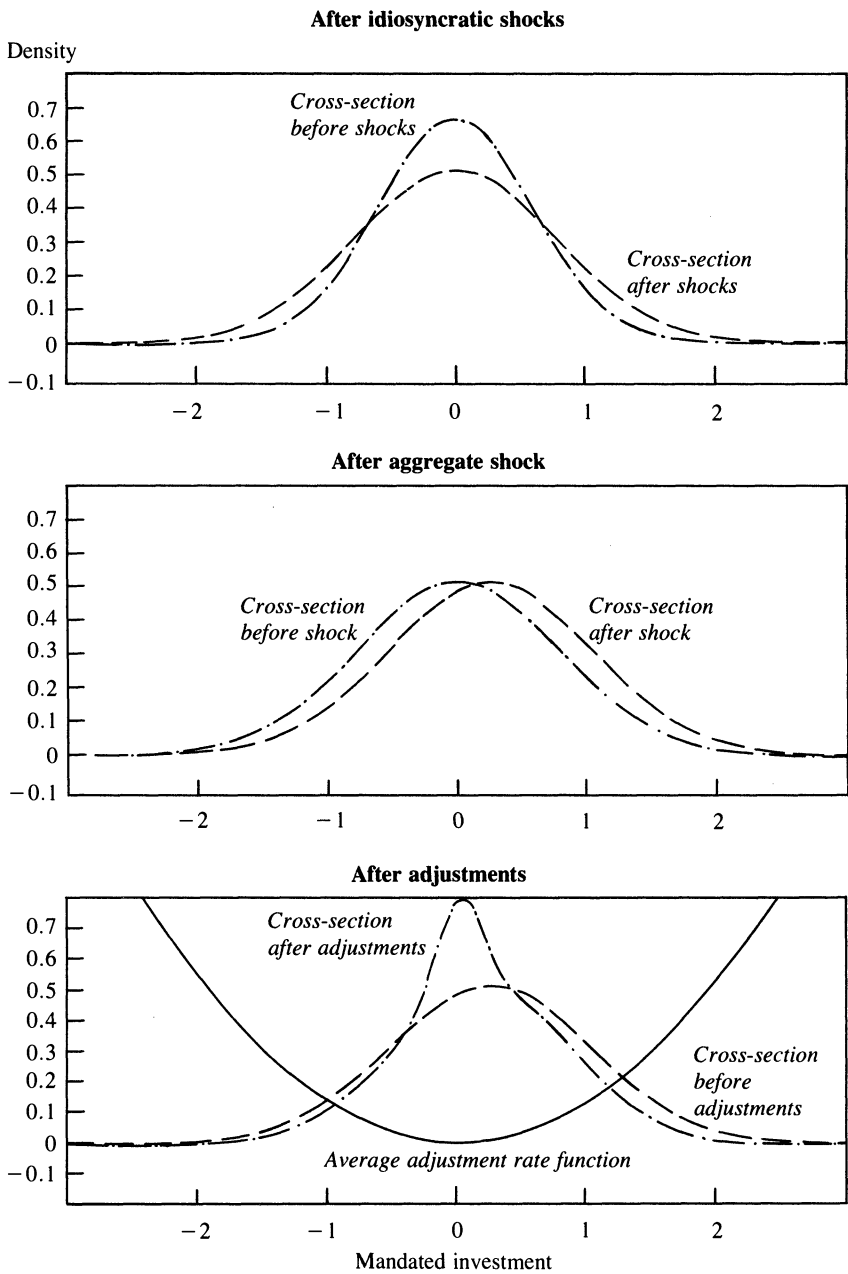 After idiosyncratic shocks
Density
Cross-section
before shocks
0.7
0.6
0.5
0.4
0.3
0.2
0.1
0
−0.1
Cross-section
after shocks
−2
−1
0
1
2
After aggregate shock
0.7
0.6
0.5
0.4
0.3
0.2
0.1
0
−0.1
Cross-section
before shock
Cross-section
after shock
−2
−1
0
1
2
After adjustments
0.7
0.6
0.5
0.4
0.3
0.2
0.1
0
−0.1
Cross-section
after adjustments
Cross-section
before
adjustments
Average adjustment rate function
−2
−1
0
1
2
Mandated investment